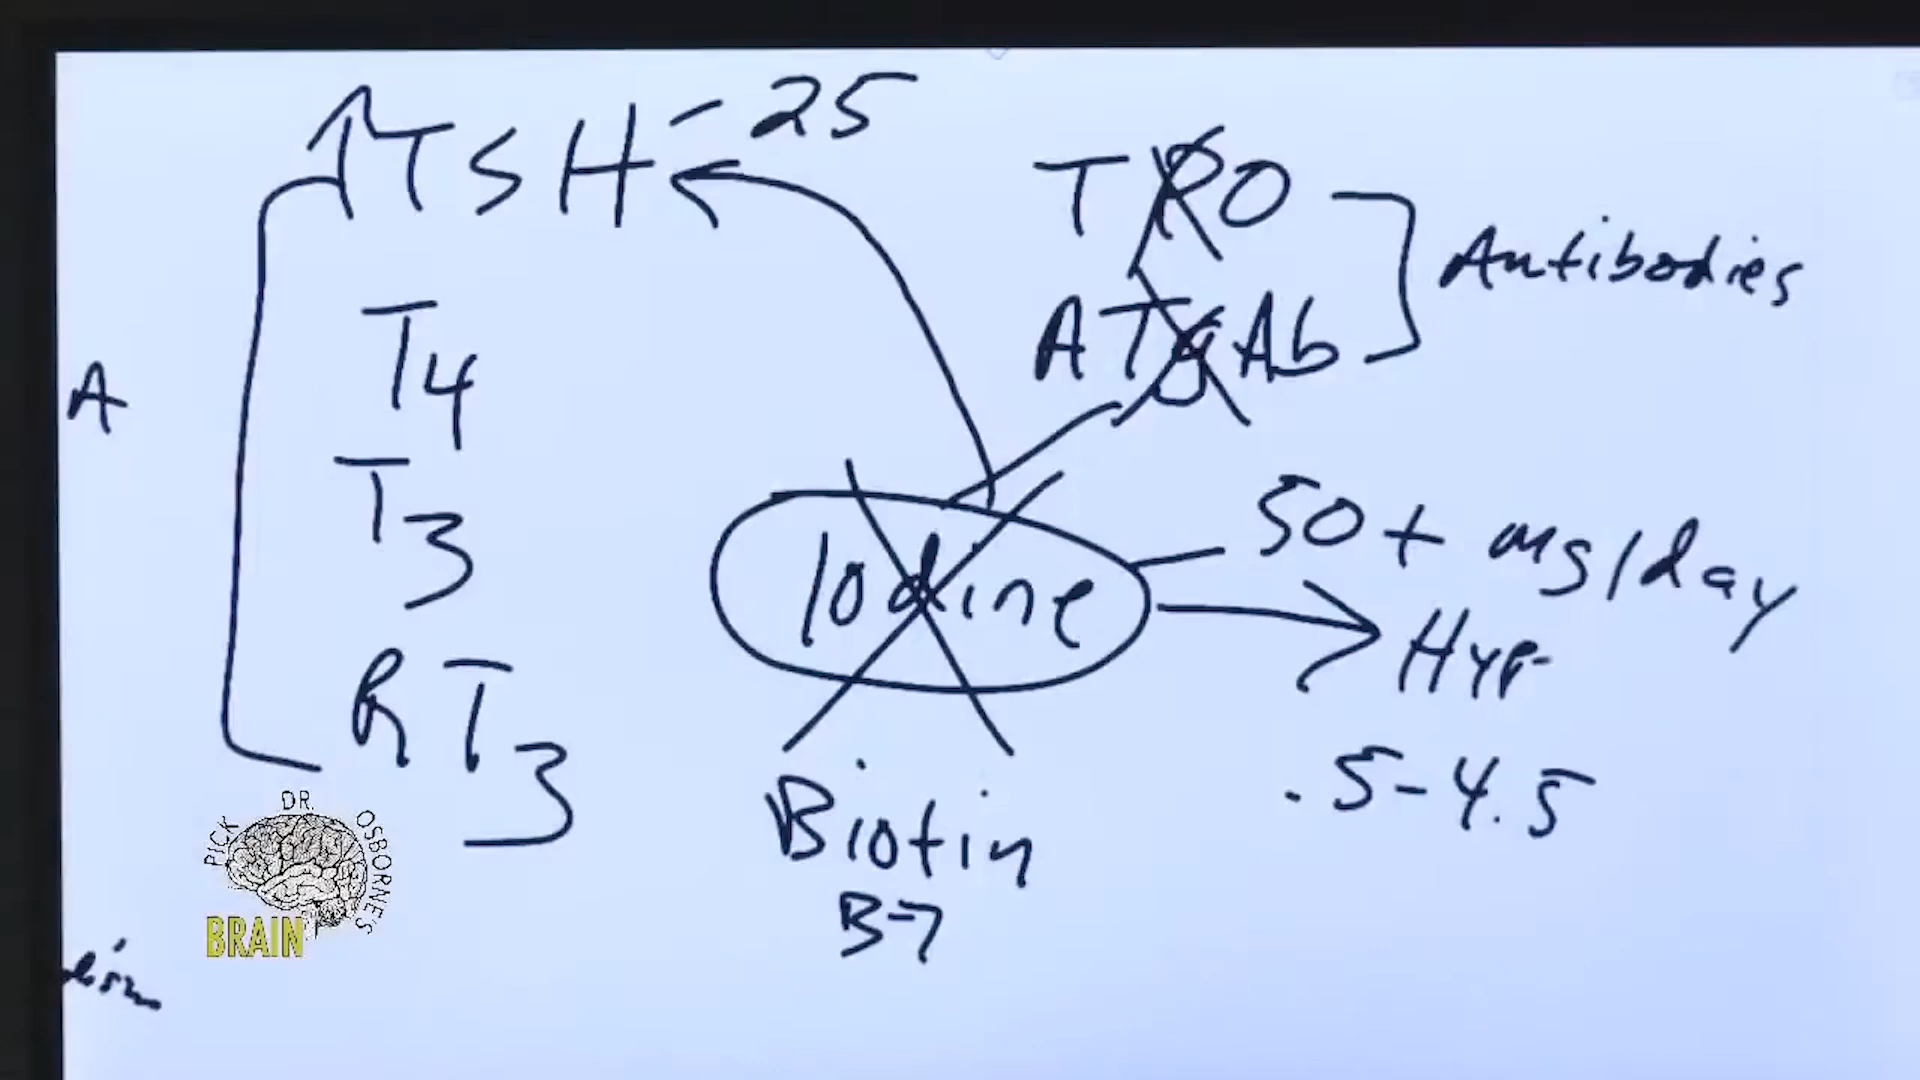 ↑TSH - 25
T4
T3
RT3
A
TPO
ATgAb
Antibodies
Iodine
50+ mg/day
Hyp-
.5-4.5
Biotin
B-7
PICK DR. OSBORNE'S
BRAIN